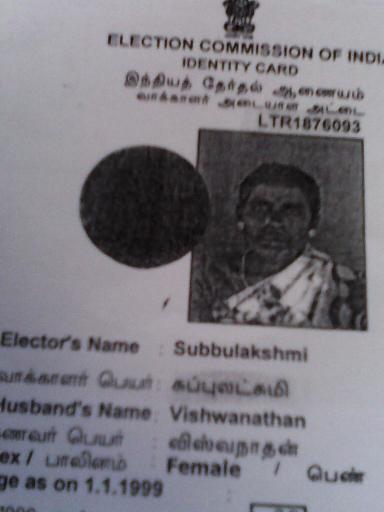 ELECTION COMMISSION OF INDIA
IDENTITY CARD
இந்தியத் தேர்தல் ஆணையம்
வாக்காளர் அடையாள அட்டை
LTR1876093
Elector's Name : Subbulakshmi
வாக்காளர் பெயர் : சுப்புலட்சுமி
Husband's Name : Vishwanathan
கணவர் பெயர் : விஸ்வநாதன்
ex / பாலினம் : Female / பெண்
ge as on 1.1.1999 :